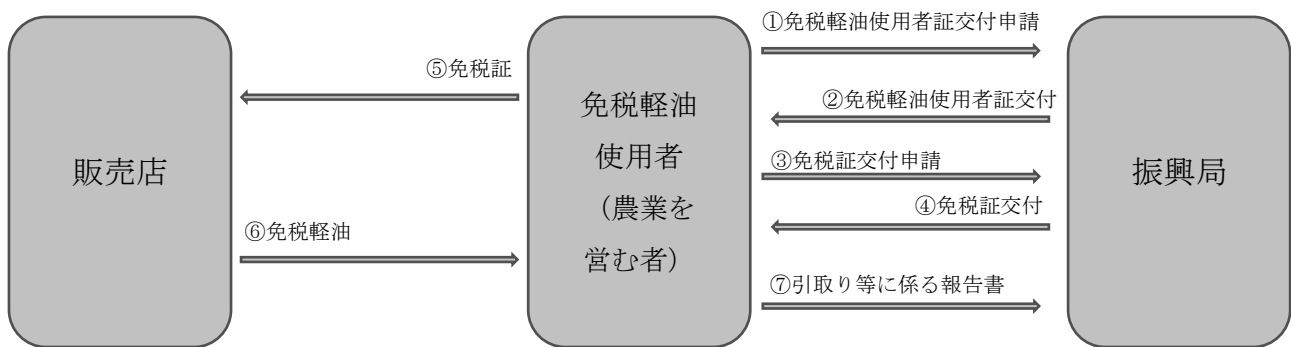 ①免税軽油使用者証交付申請
⑤免税証
②免税軽油使用者証交付
免税軽油
使用者
（農業を
営む者）
販売店
③免税証交付申請
振興局
④免税証交付
⑥免税軽油
⑦引取り等に係る報告書